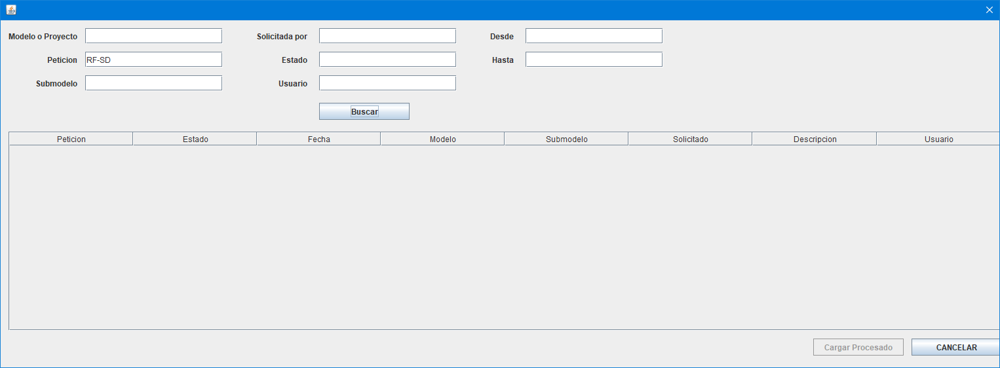 Modelo o Proyecto Solicitada por Desde
Peticion RF-SD Estado Hasta
Submodelo Usuario
Buscar
Peticion Estado Fecha Modelo Submodelo Solicitado Descripcion Usuario
Cargar Procesado CANCELAR